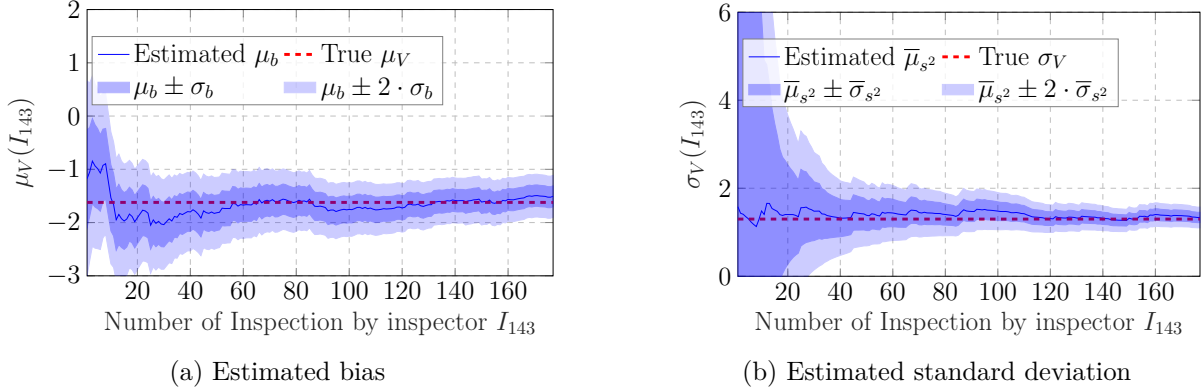 2
1
0
−1
−2
−3
μ_V(I_143)
Estimated μ_b
True μ_V
μ_b ± σ_b
μ_b ± 2 · σ_b
20 40 60 80 100 120 140 160
Number of Inspection by inspector I_143
(a) Estimated bias
6
4
2
0
σ_V(I_143)
Estimated μ̅_s²
True σ_V
μ̅_s² ± σ̅_s²
μ̅_s² ± 2 · σ̅_s²
20 40 60 80 100 120 140 160
Number of Inspection by inspector I_143
(b) Estimated standard deviation